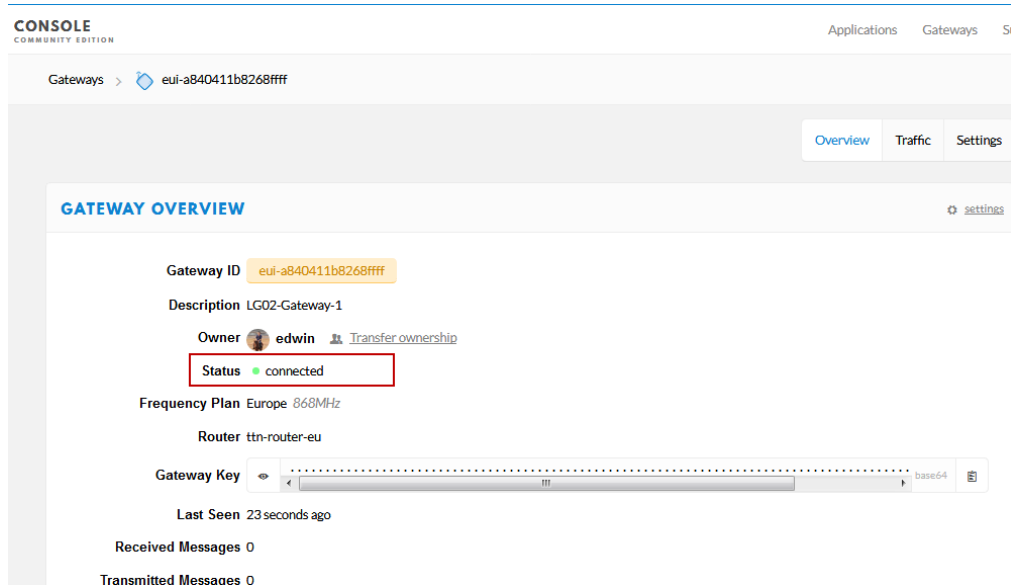 CONSOLE
COMMUNITY EDITION
Applications Gateways
Gateways > eui-a840411b8268ffff
Overview Traffic Settings
GATEWAY OVERVIEW
settings
Gateway ID eui-a840411b8268ffff
Description LG02-Gateway-1
Owner edwin Transfer ownership
Status connected
Frequency Plan Europe 868MHz
Router ttn-router-eu
Gateway Key base64
Last Seen 23 seconds ago
Received Messages 0
Transmitted Messages 0